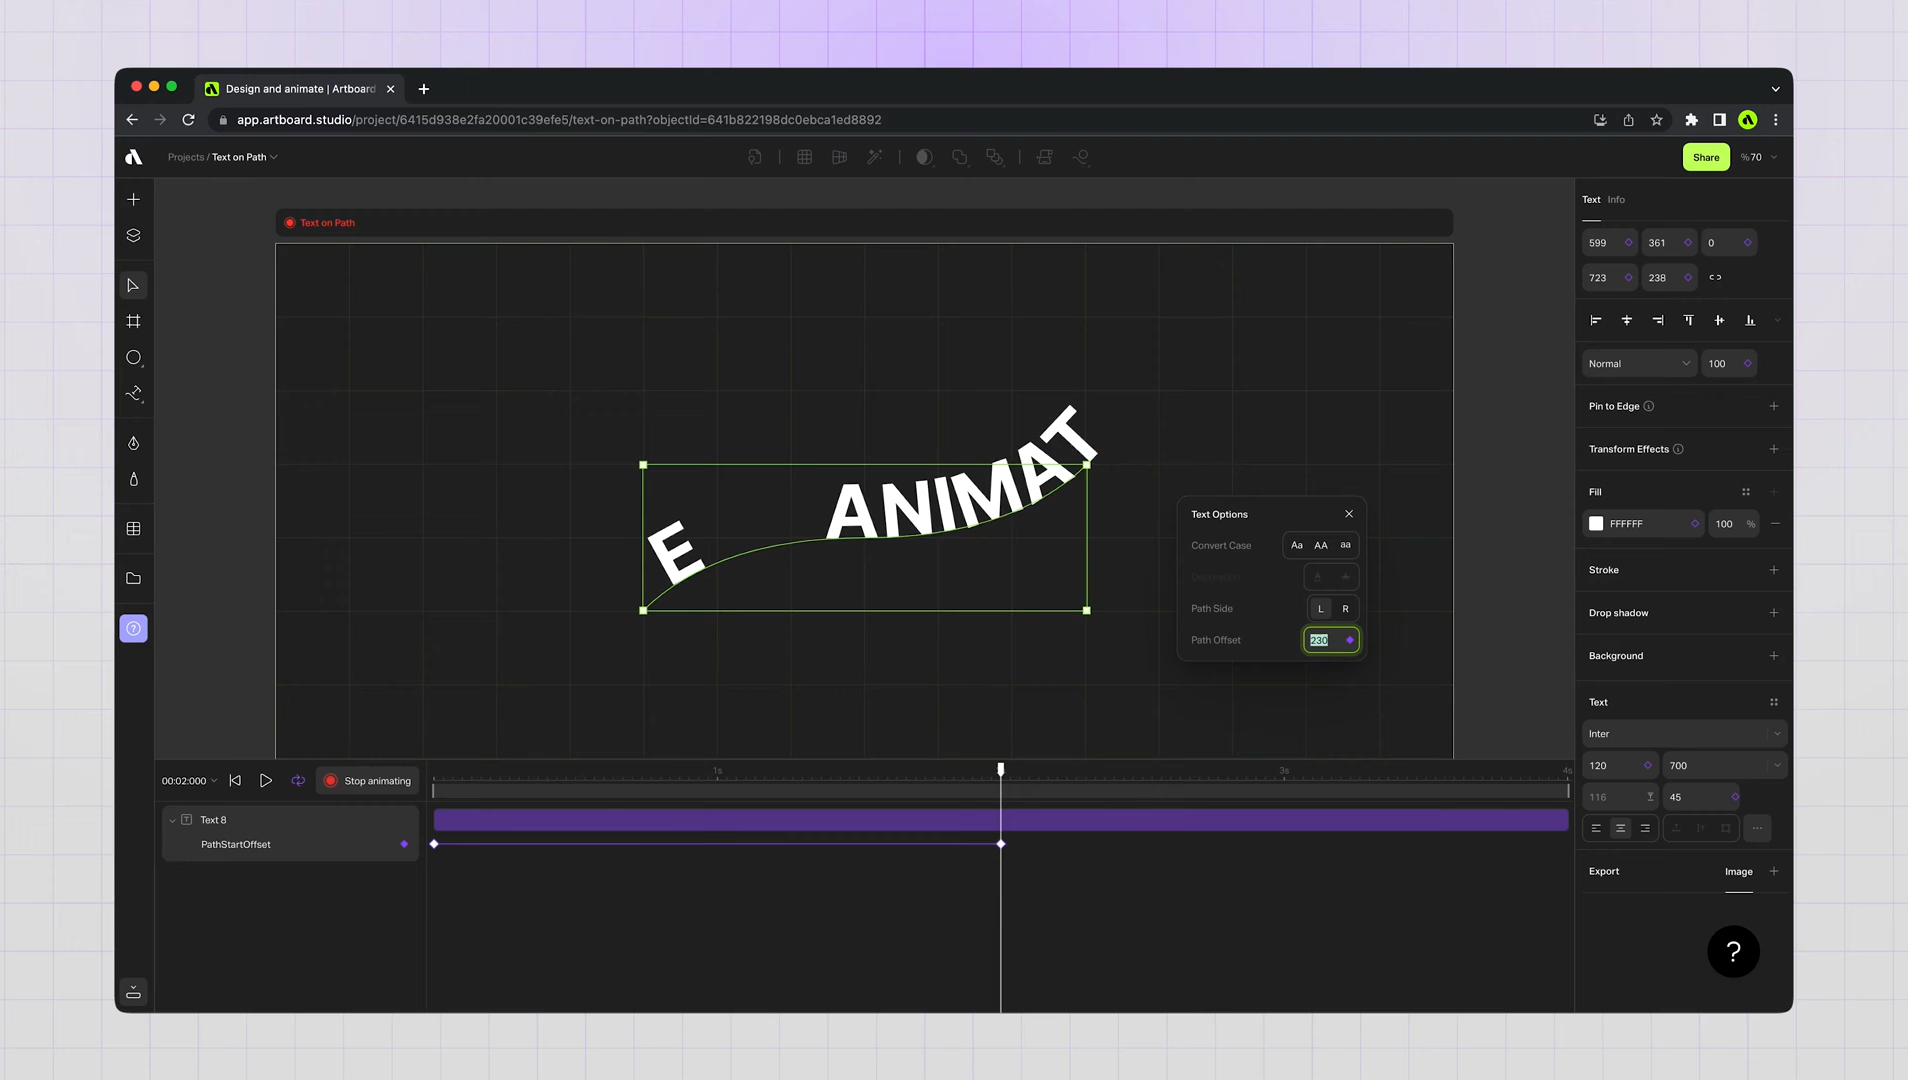 Design and animate | Artboard
app.artboard.studio/project/6415d938e2fa20001c39efe5/text-on-path?objectId=641b822198dc0ebca1ed8892
Projects / Text on Path
Share
%70
Text on Path
E ANIMAT
Text Options
Convert Case
Aa AA aa
Decoration
Path Side
L R
Path Offset
230
Text Info
599 361 0
723 238
Normal 100
Pin to Edge
Transform Effects
Fill
FFFFFF 100 %
Stroke
Drop shadow
Background
Text
Inter
120 700
116 45
Export Image
?
00:02:000
Stop animating
1s 3s 4s
Text 8
PathStartOffset